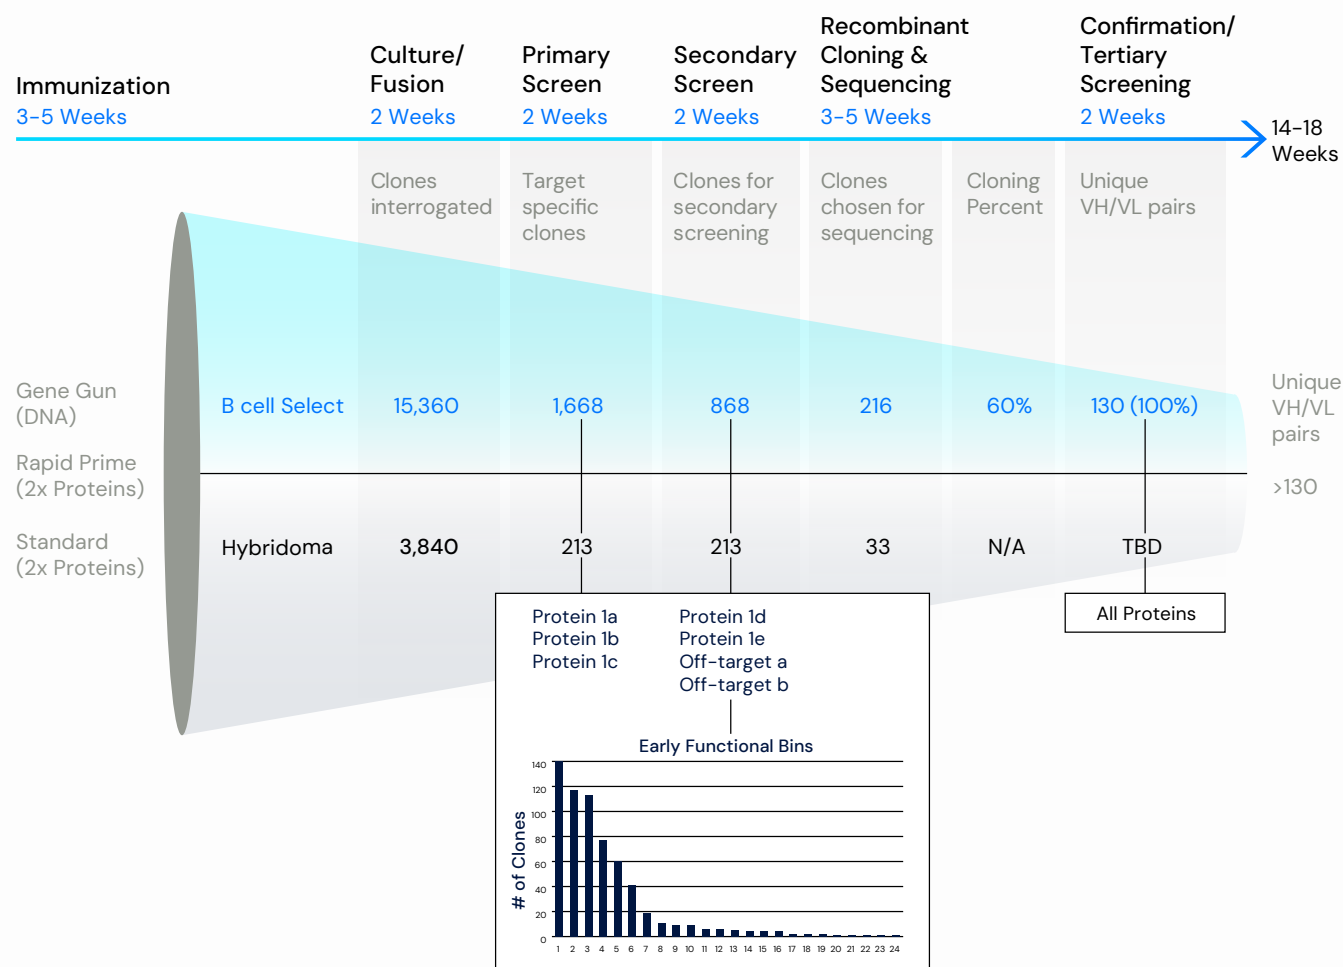 Immunization
3-5 Weeks
Culture/
Fusion
2 Weeks
Primary
Screen
2 Weeks
Secondary
Screen
2 Weeks
Recombinant
Cloning &
Sequencing
3-5 Weeks
Confirmation/
Tertiary
Screening
2 Weeks
14-18
Weeks
Clones
interrogated
Target
specific
clones
Clones for
secondary
screening
Clones
chosen for
sequencing
Cloning
Percent
Unique
VH/VL pairs
Gene Gun
(DNA)
Rapid Prime
(2x Proteins)
Standard
(2x Proteins)
B cell Select 15,360 1,668 868 216 60% 130 (100%)
Unique
VH/VL
pairs
>130
Hybridoma 3,840 213 213 33 N/A TBD
Protein 1a
Protein 1b
Protein 1c
Protein 1d
Protein 1e
Off-target a
Off-target b
All Proteins
Early Functional Bins
# of Clones
140
120
100
80
60
40
20
0
1 2 3 4 5 6 7 8 9 10 11 12 13 14 15 16 17 18 19 20 21 22 23 24